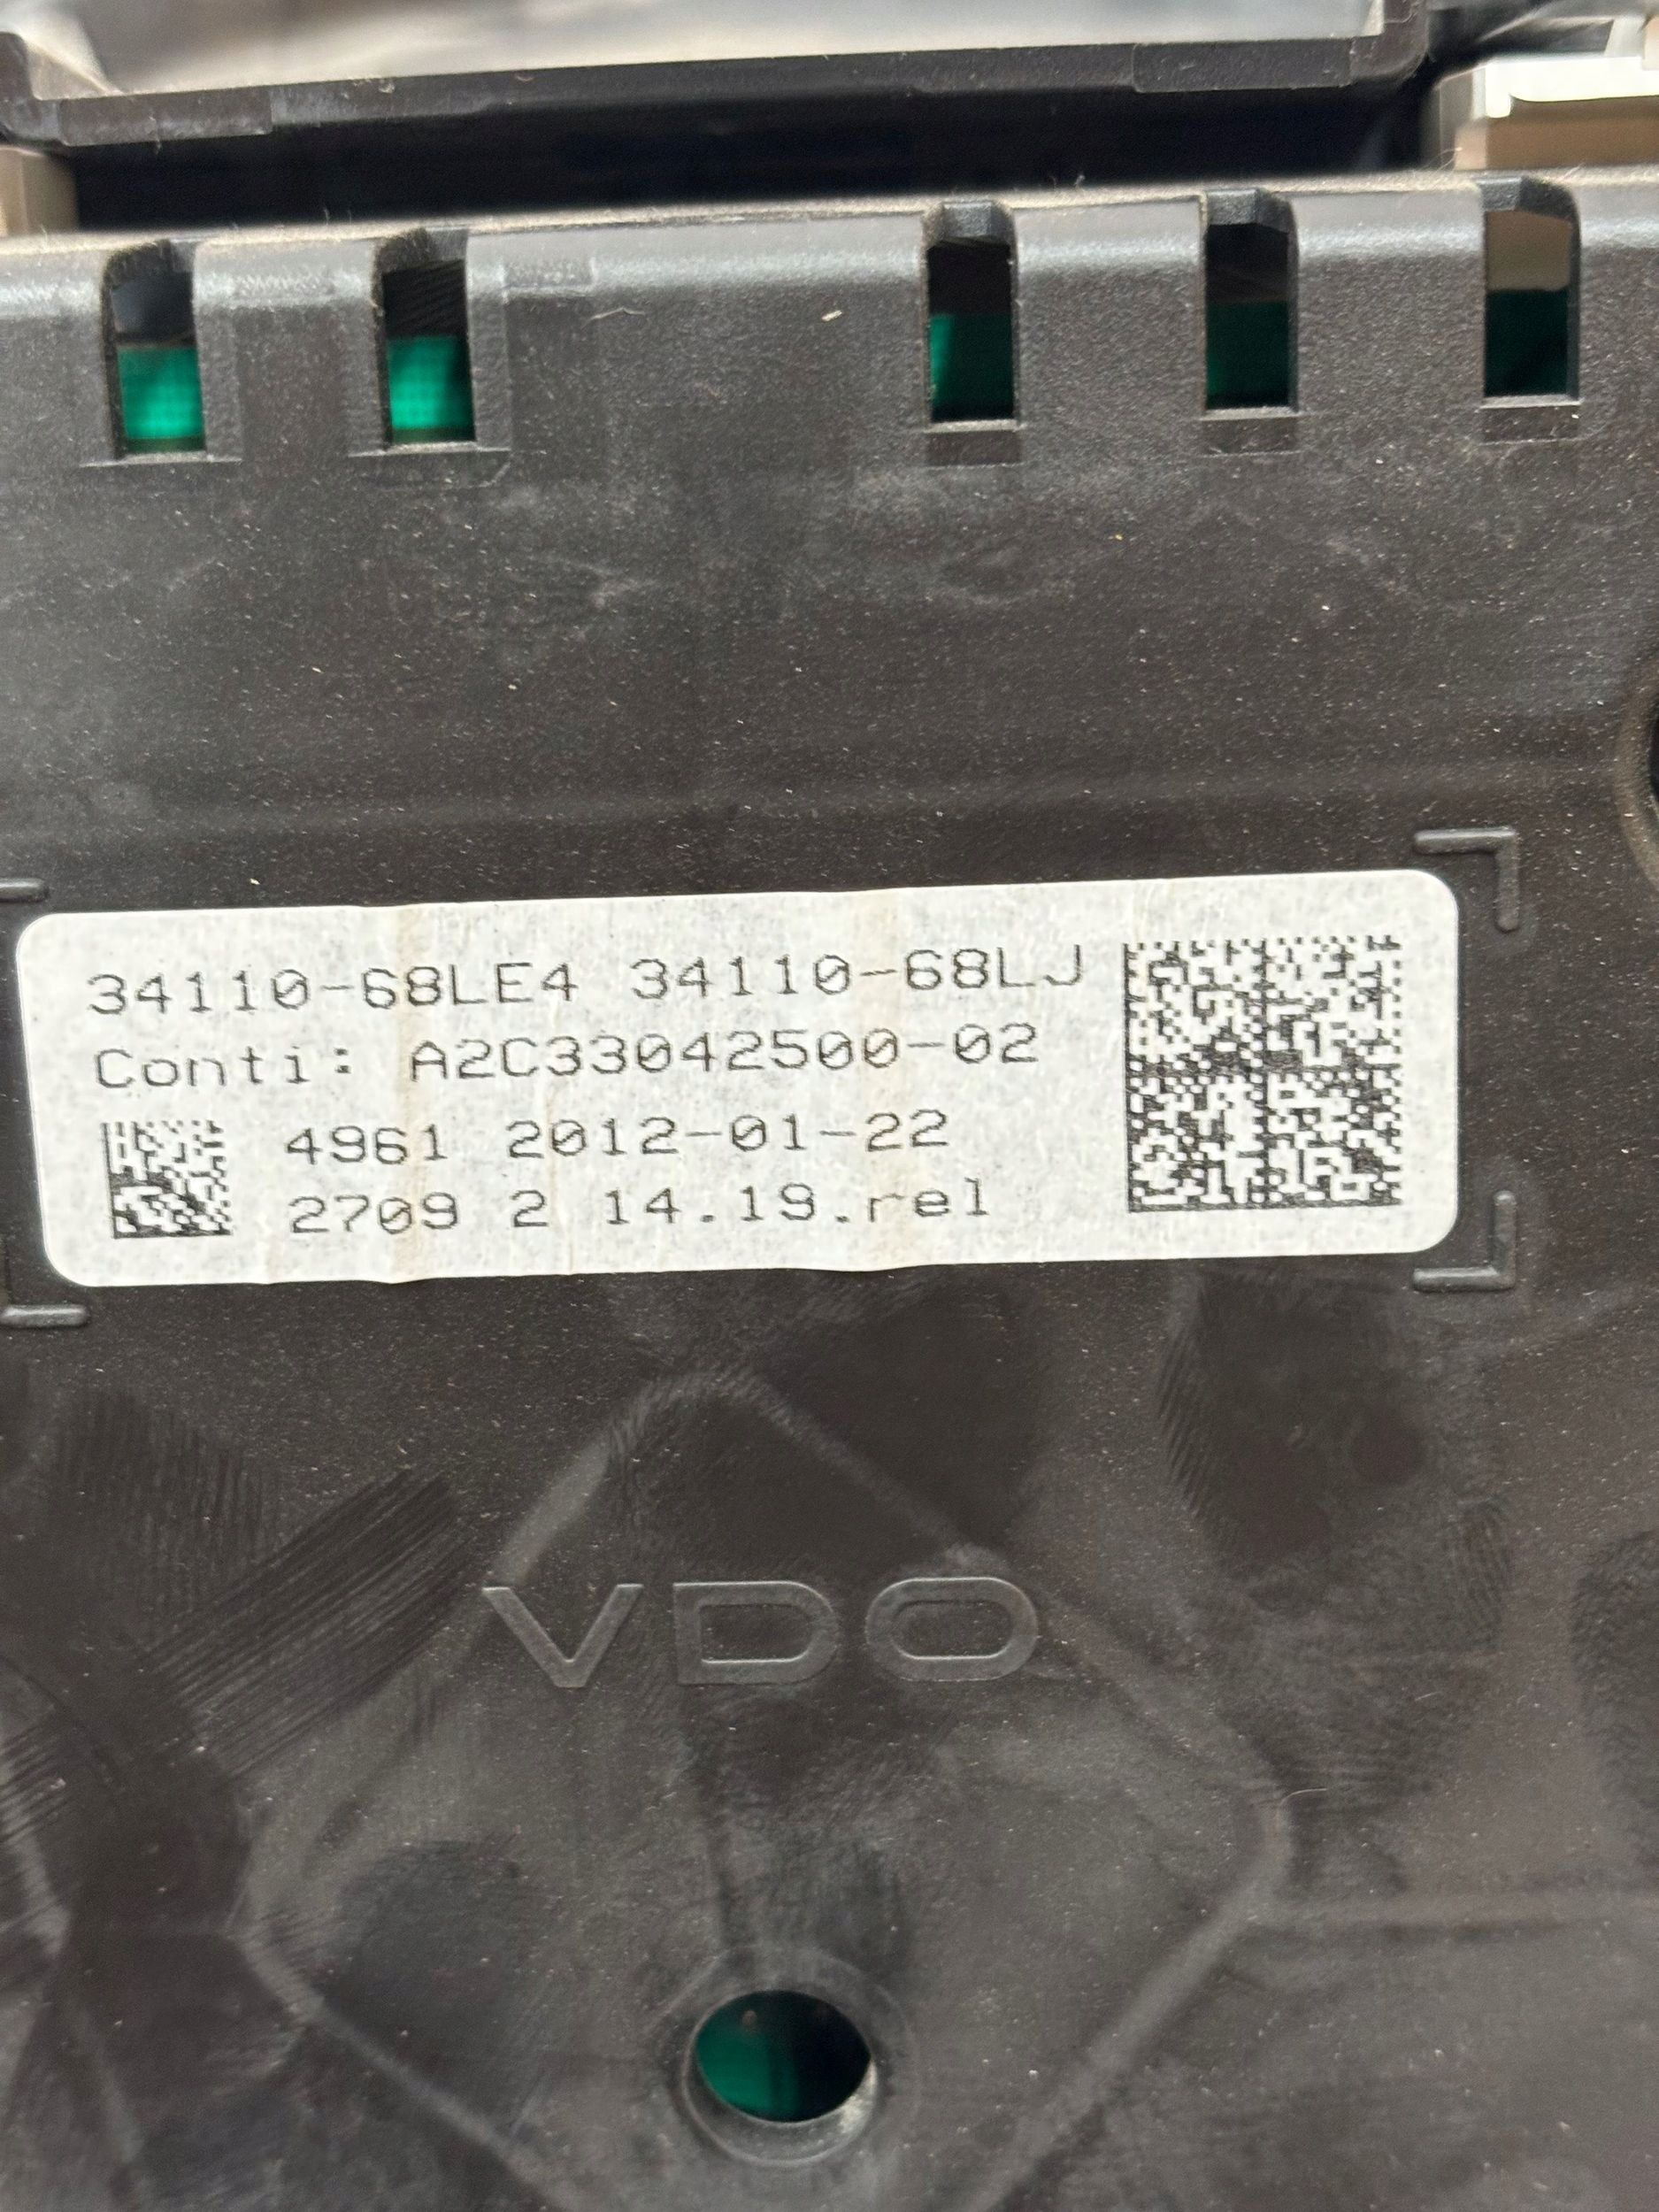 34110-68LE4 34110-68LJ
Conti: A2C33042500-02
4961 2012-01-22
2709 2 14.19.rel
VDO